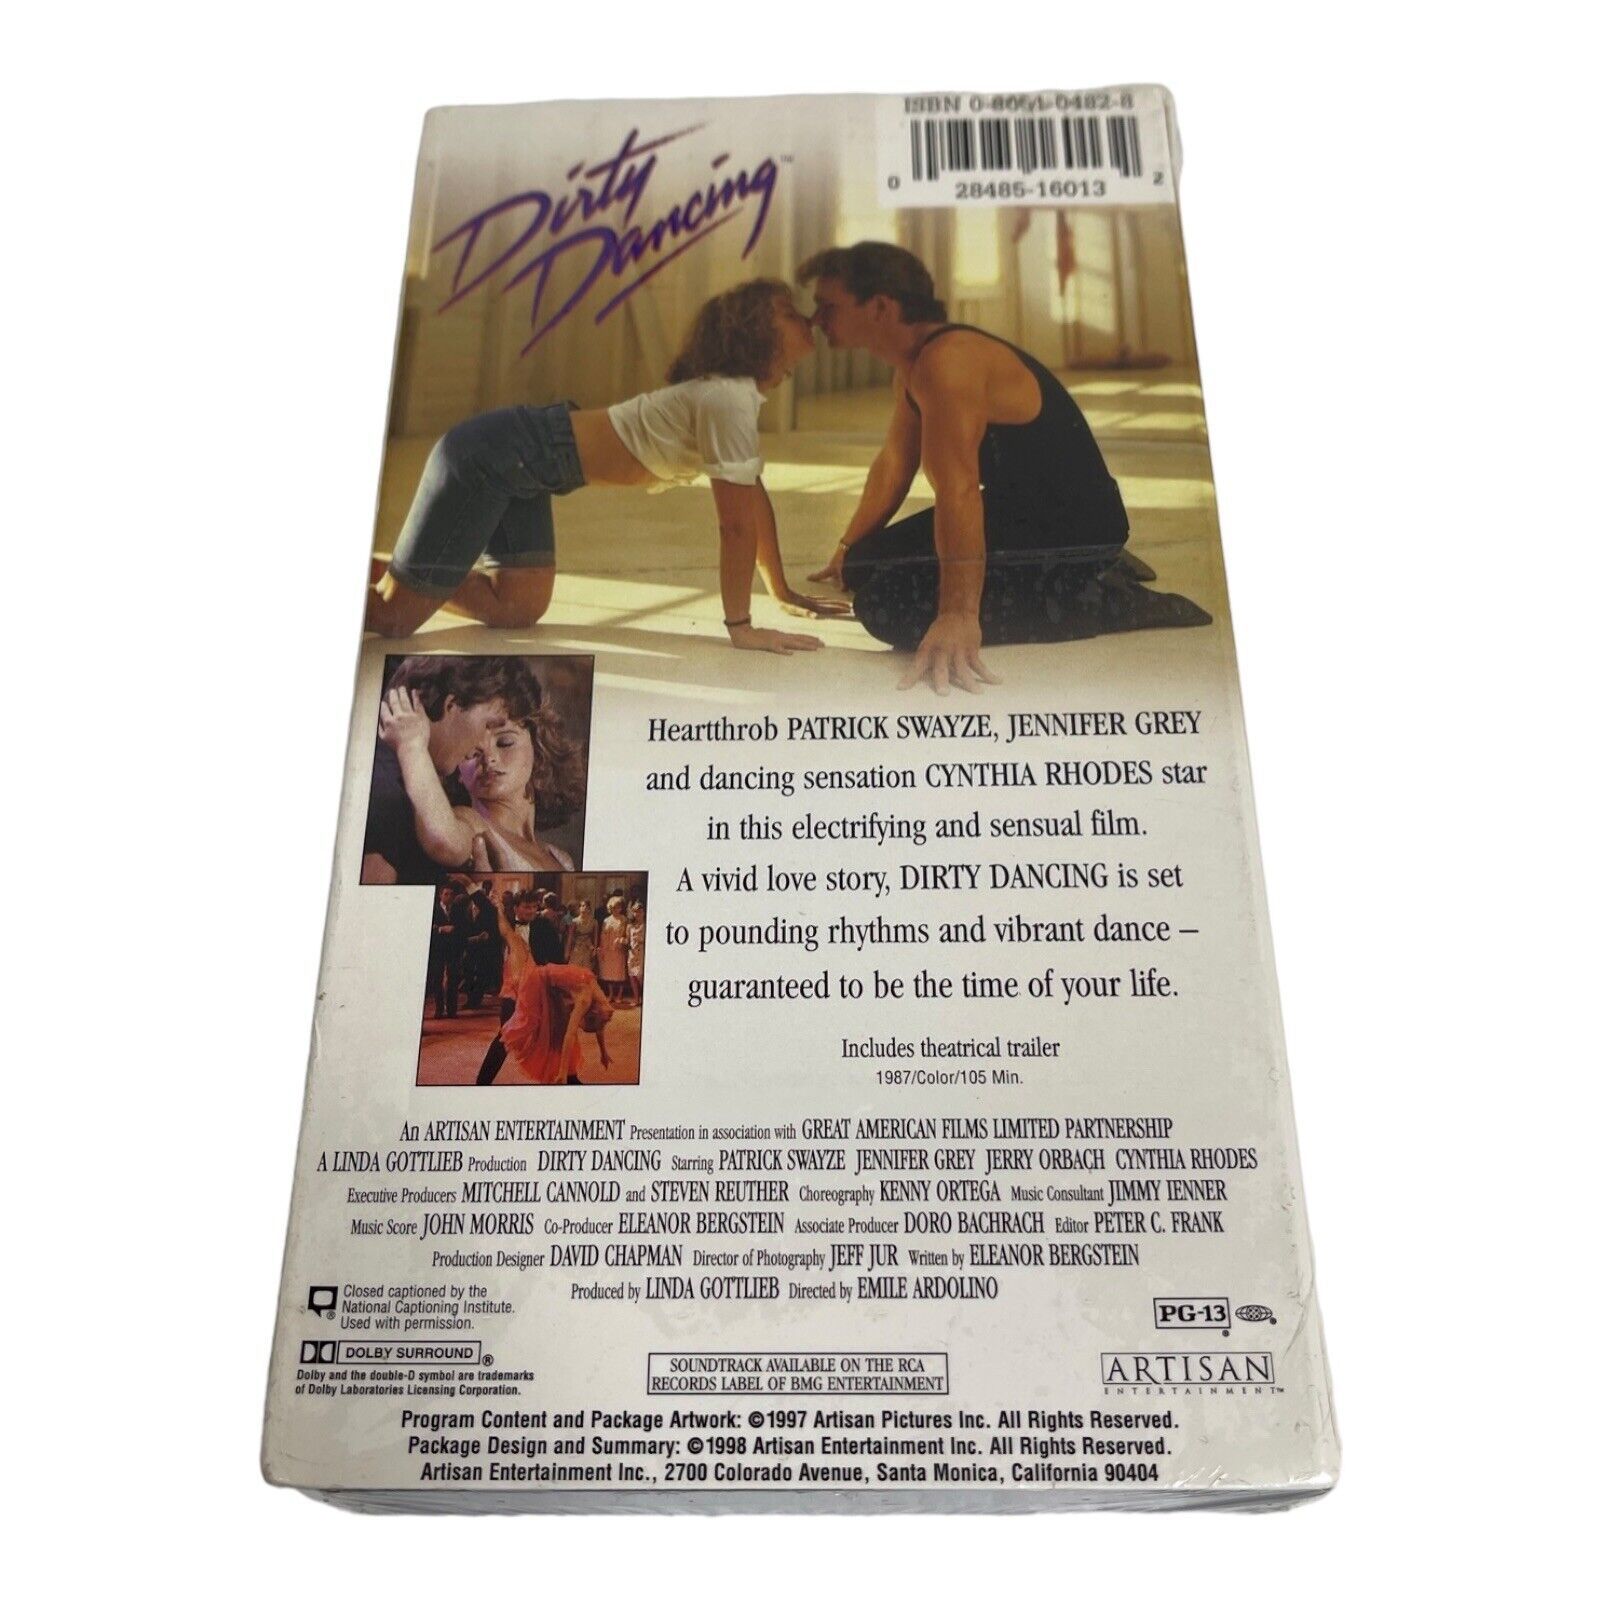 ISBN 0-8051-0482-8
0 28485-16013 2
Dirty
Dancing™
Heartthrob PATRICK SWAYZE, JENNIFER GREY
and dancing sensation CYNTHIA RHODES star
in this electrifying and sensual film.
A vivid love story, DIRTY DANCING is set
to pounding rhythms and vibrant dance –
guaranteed to be the time of your life.
Includes theatrical trailer
1987/Color/105 Min.
An ARTISAN ENTERTAINMENT Presentation in association with GREAT AMERICAN FILMS LIMITED PARTNERSHIP
A LINDA GOTTLIEB Production DIRTY DANCING Starring PATRICK SWAYZE JENNIFER GREY JERRY ORBACH CYNTHIA RHODES
Executive Producers MITCHELL CANNOLD and STEVEN REUTHER Choreography KENNY ORTEGA Music Consultant JIMMY IENNER
Music Score JOHN MORRIS Co-Producer ELEANOR BERGSTEIN Associate Producer DORO BACHRACH Editor PETER C. FRANK
Production Designer DAVID CHAPMAN Director of Photography JEFF JUR Written by ELEANOR BERGSTEIN
Produced by LINDA GOTTLIEB Directed by EMILE ARDOLINO
Closed captioned by the
National Captioning Institute.
Used with permission.
DOLBY SURROUND ®
Dolby and the double-D symbol are trademarks
of Dolby Laboratories Licensing Corporation.
SOUNDTRACK AVAILABLE ON THE RCA
RECORDS LABEL OF BMG ENTERTAINMENT
PG-13 ®
ARTISAN
ENTERTAINMENT™
Program Content and Package Artwork: ©1997 Artisan Pictures Inc. All Rights Reserved.
Package Design and Summary: ©1998 Artisan Entertainment Inc. All Rights Reserved.
Artisan Entertainment Inc., 2700 Colorado Avenue, Santa Monica, California 90404